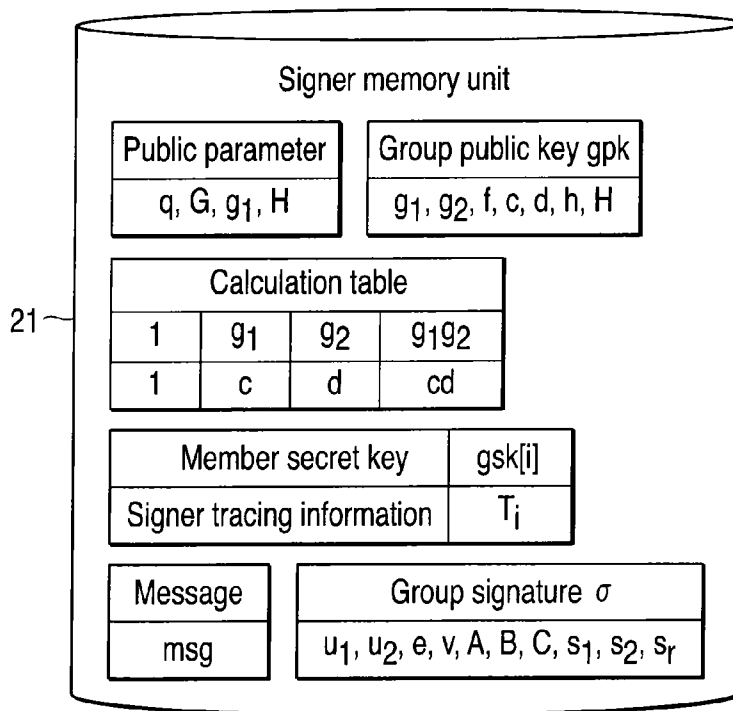 Signer memory unit
Public parameter
q, G, g1, H
Group public key gpk
g1, g2, f, c, d, h, H
Calculation table
1 g1 g2 g1g2
1 c d cd
21
Member secret key gsk[i]
Signer tracing information Ti
Message
msg
Group signature σ
u1, u2, e, v, A, B, C, s1, s2, sr